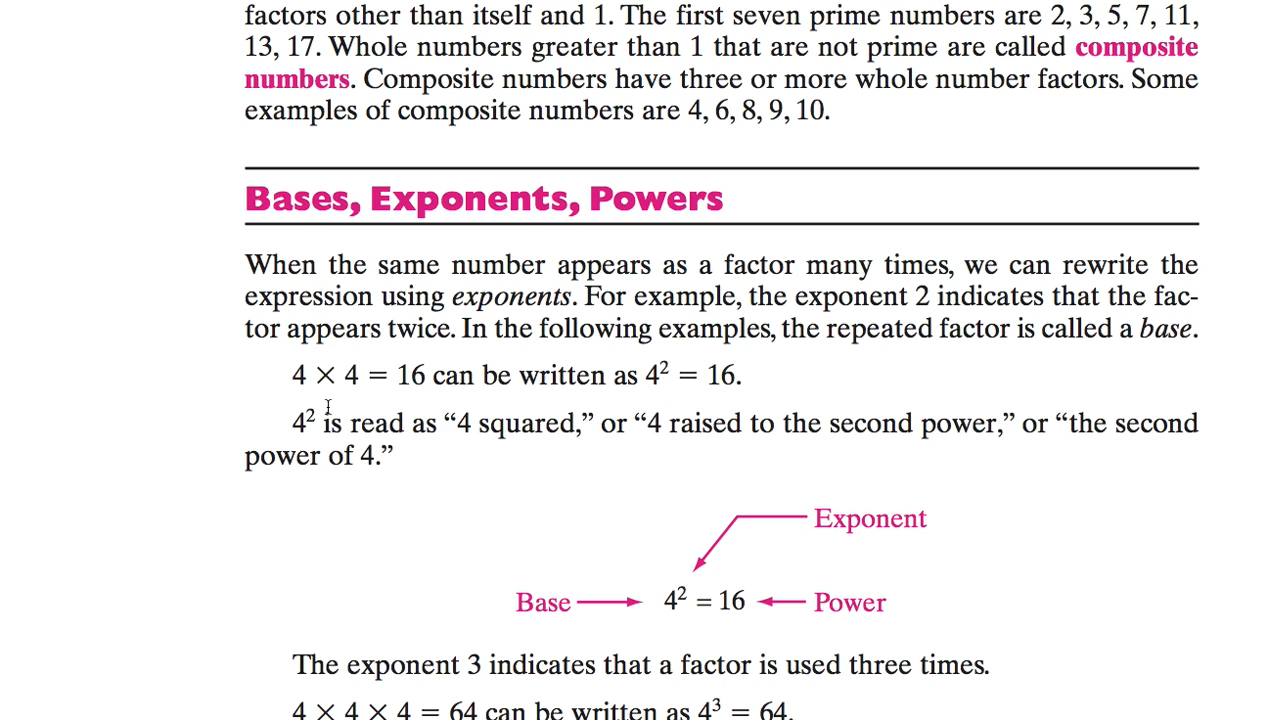 factors other than itself and 1. The first seven prime numbers are 2, 3, 5, 7, 11,
13, 17. Whole numbers greater than 1 that are not prime are called composite
numbers. Composite numbers have three or more whole number factors. Some
examples of composite numbers are 4, 6, 8, 9, 10.
Bases, Exponents, Powers
When the same number appears as a factor many times, we can rewrite the
expression using exponents. For example, the exponent 2 indicates that the fac-
tor appears twice. In the following examples, the repeated factor is called a base.
4 × 4 = 16 can be written as 4² = 16.
4² is read as “4 squared,” or “4 raised to the second power,” or “the second
power of 4.”
Exponent
Base 4² = 16 Power
The exponent 3 indicates that a factor is used three times.
4 × 4 × 4 = 64 can be written as 4³ = 64.